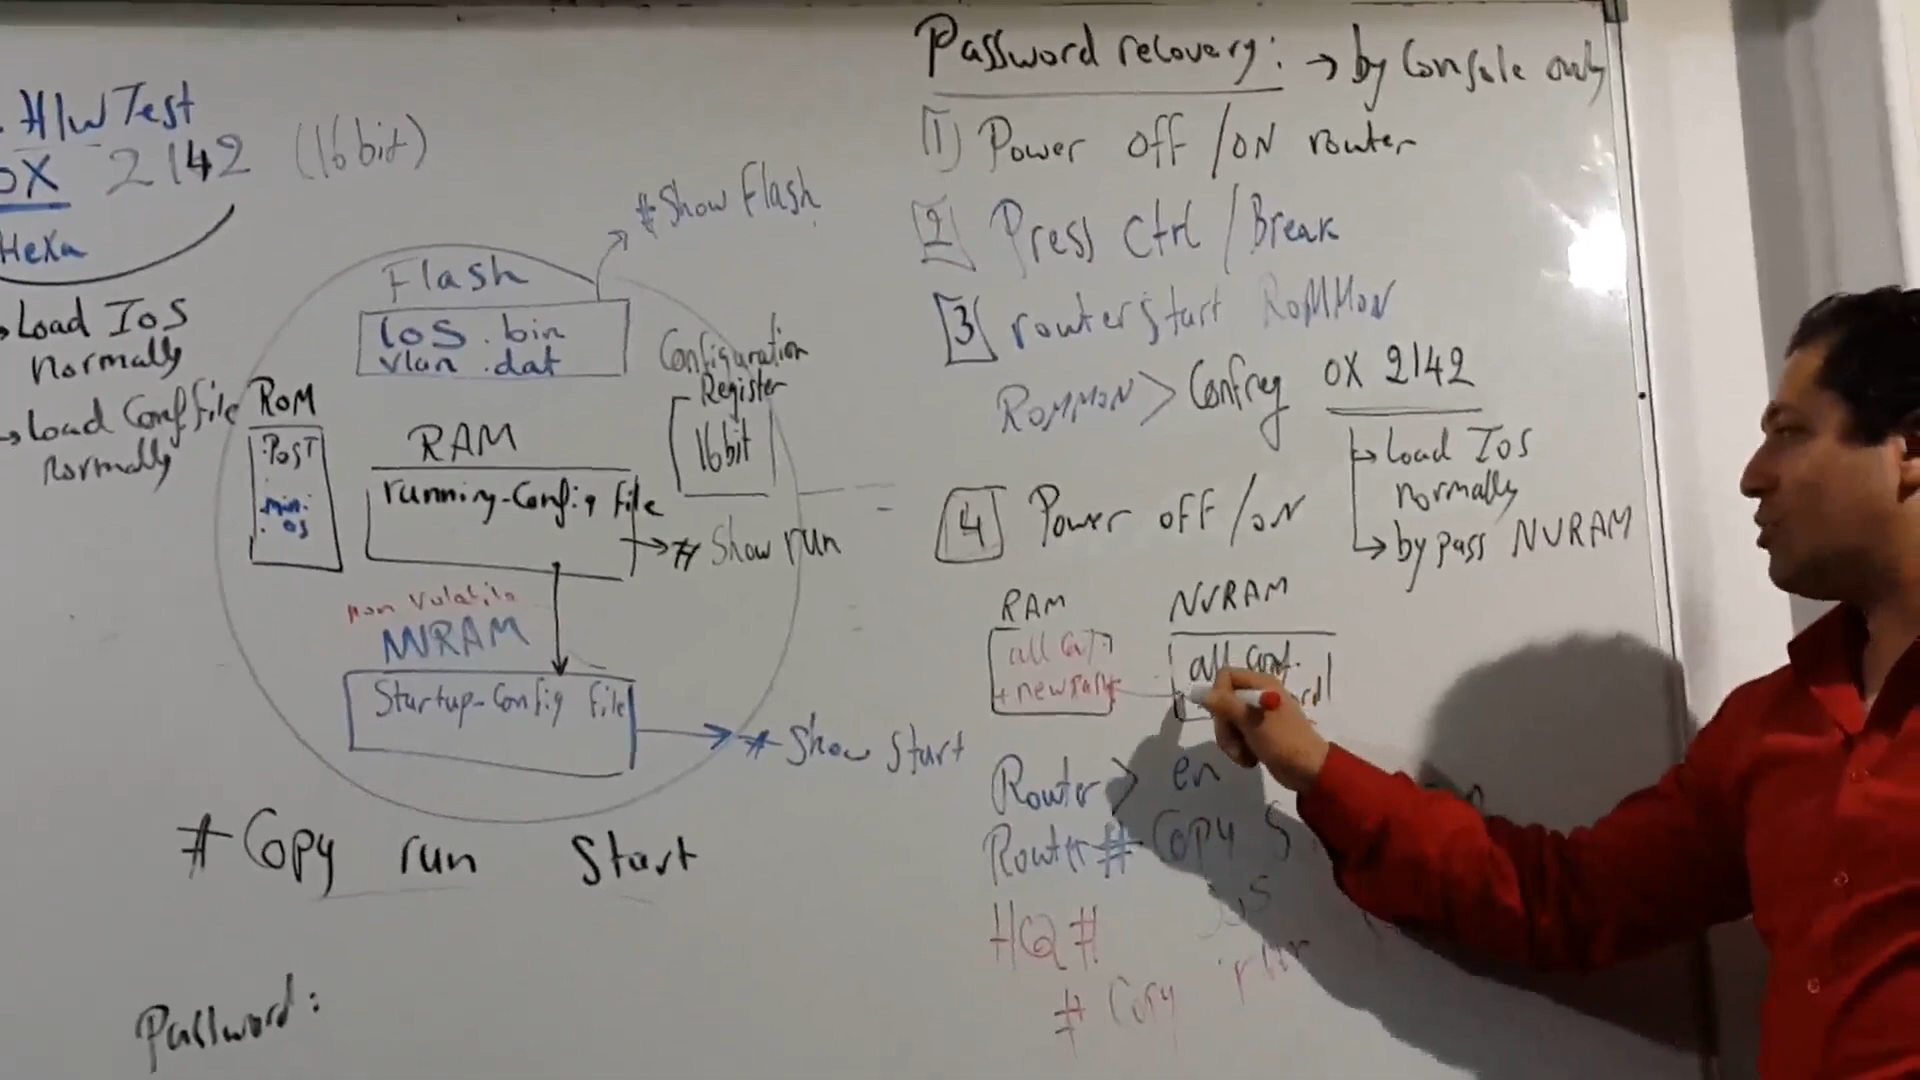 H/W Test
0X 2142 (16bit)
Hexa
Load IoS
normally
Load Conf file
normally
#Show Flash
Flash
IoS .bin
vlan .dat
Configuration
Register
16bit
ROM
.POST
mini
os
RAM
running-Config file
# Show run
Non Volatile
NVRAM
Startup-Config file
# Show start
#Copy run start
Password:
Password recovery: → by Console only
[1] Power off /ON router
[2] Press Ctrl / Break
[3] router start ROMMON
ROMMON> Confreg 0X 2142
Load IoS
normally
by pass NVRAM
[4] Power off /on
RAM
all Conf.
+ new pass
NVRAM
all Conf.
Router> en
Router# Copy S
HQ#
# Copy